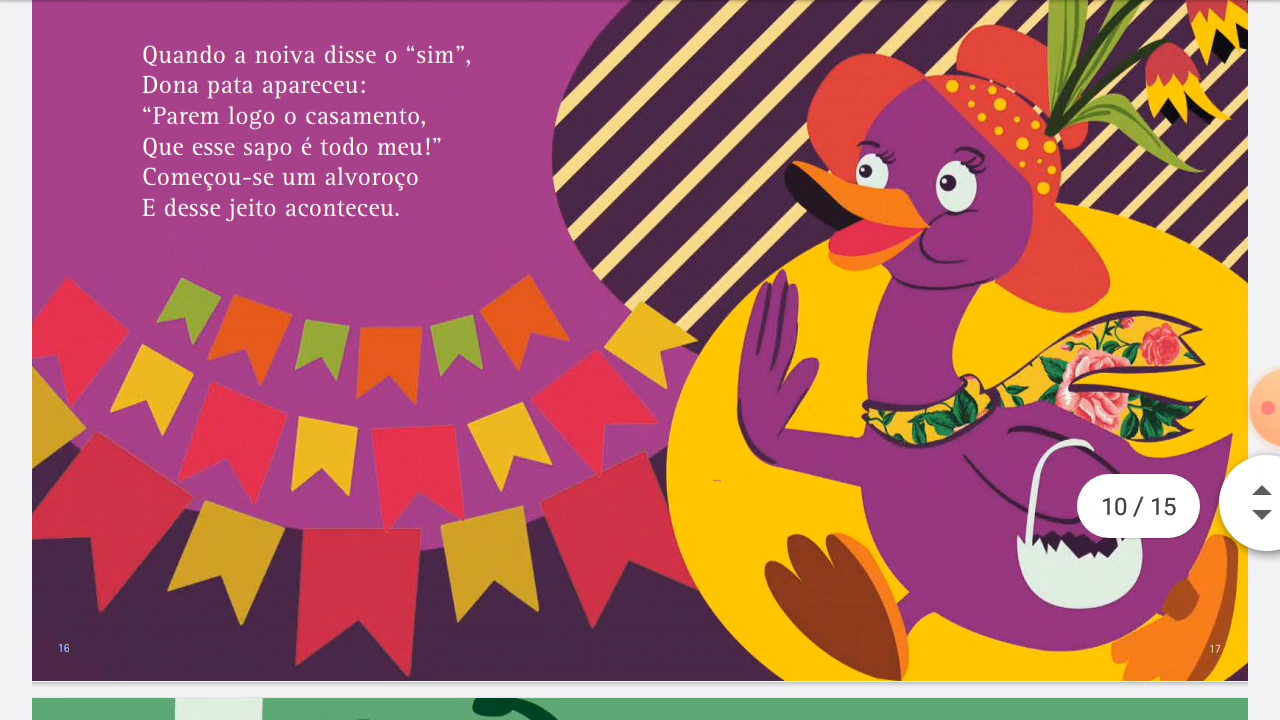 Quando a noiva disse o “sim”,
Dona pata apareceu:
“Parem logo o casamento,
Que esse sapo é todo meu!”
Começou-se um alvoroço
E desse jeito aconteceu.
10 / 15
16
17